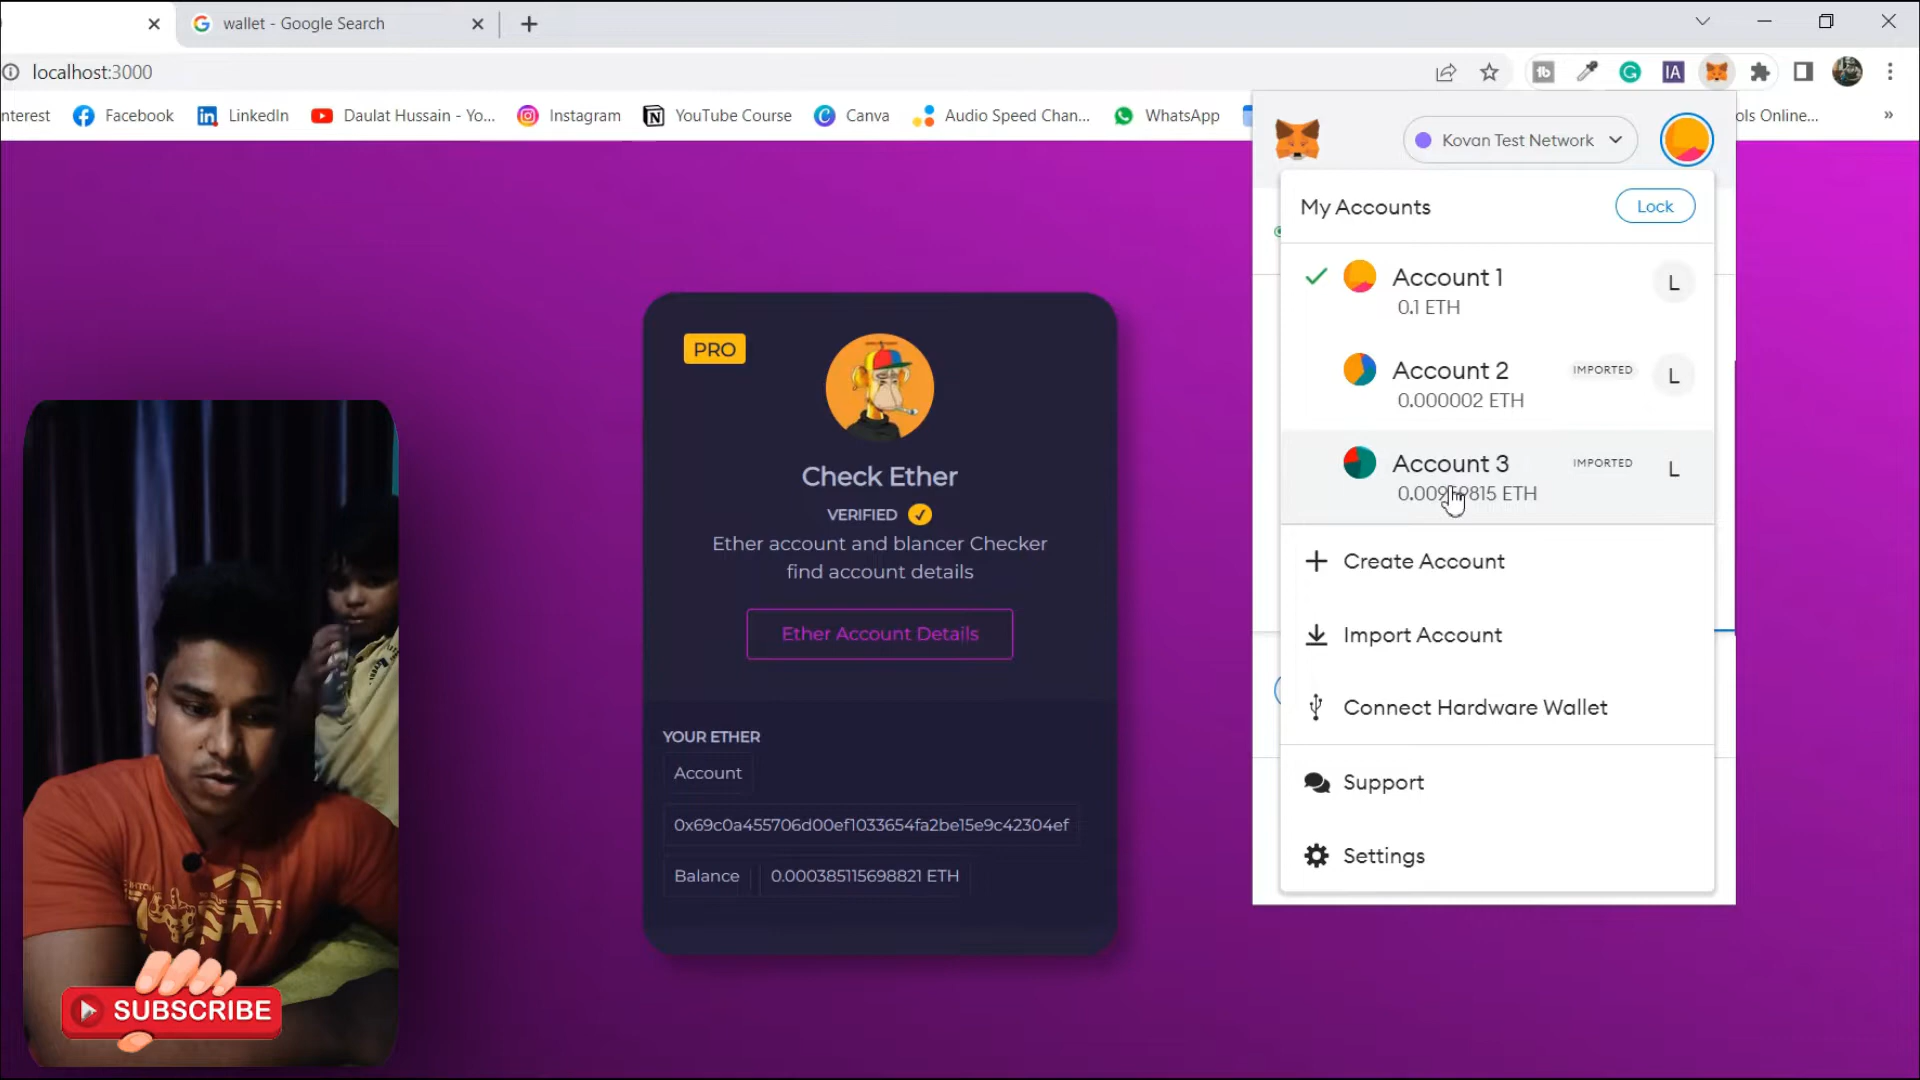 wallet - Google Search
localhost:3000
nterest
Facebook
LinkedIn
Daulat Hussain - Yo...
Instagram
YouTube Course
Canva
Audio Speed Chan...
WhatsApp
ols Online...
»
tb
IA
Kovan Test Network
My Accounts
Lock
Account 1
0.1 ETH
L
Account 2
IMPORTED
0.000002 ETH
L
Account 3
IMPORTED
ETH
L
Create Account
Import Account
Connect Hardware Wallet
Support
Settings
PRO
Check Ether
VERIFIED
Ether account and blancer Checker
find account details
Ether Account Details
YOUR ETHER
Account
0x69c0a455706d00ef1033654fa2be15e9c42304ef
Balance 0.000385115698821 ETH
SUBSCRIBE